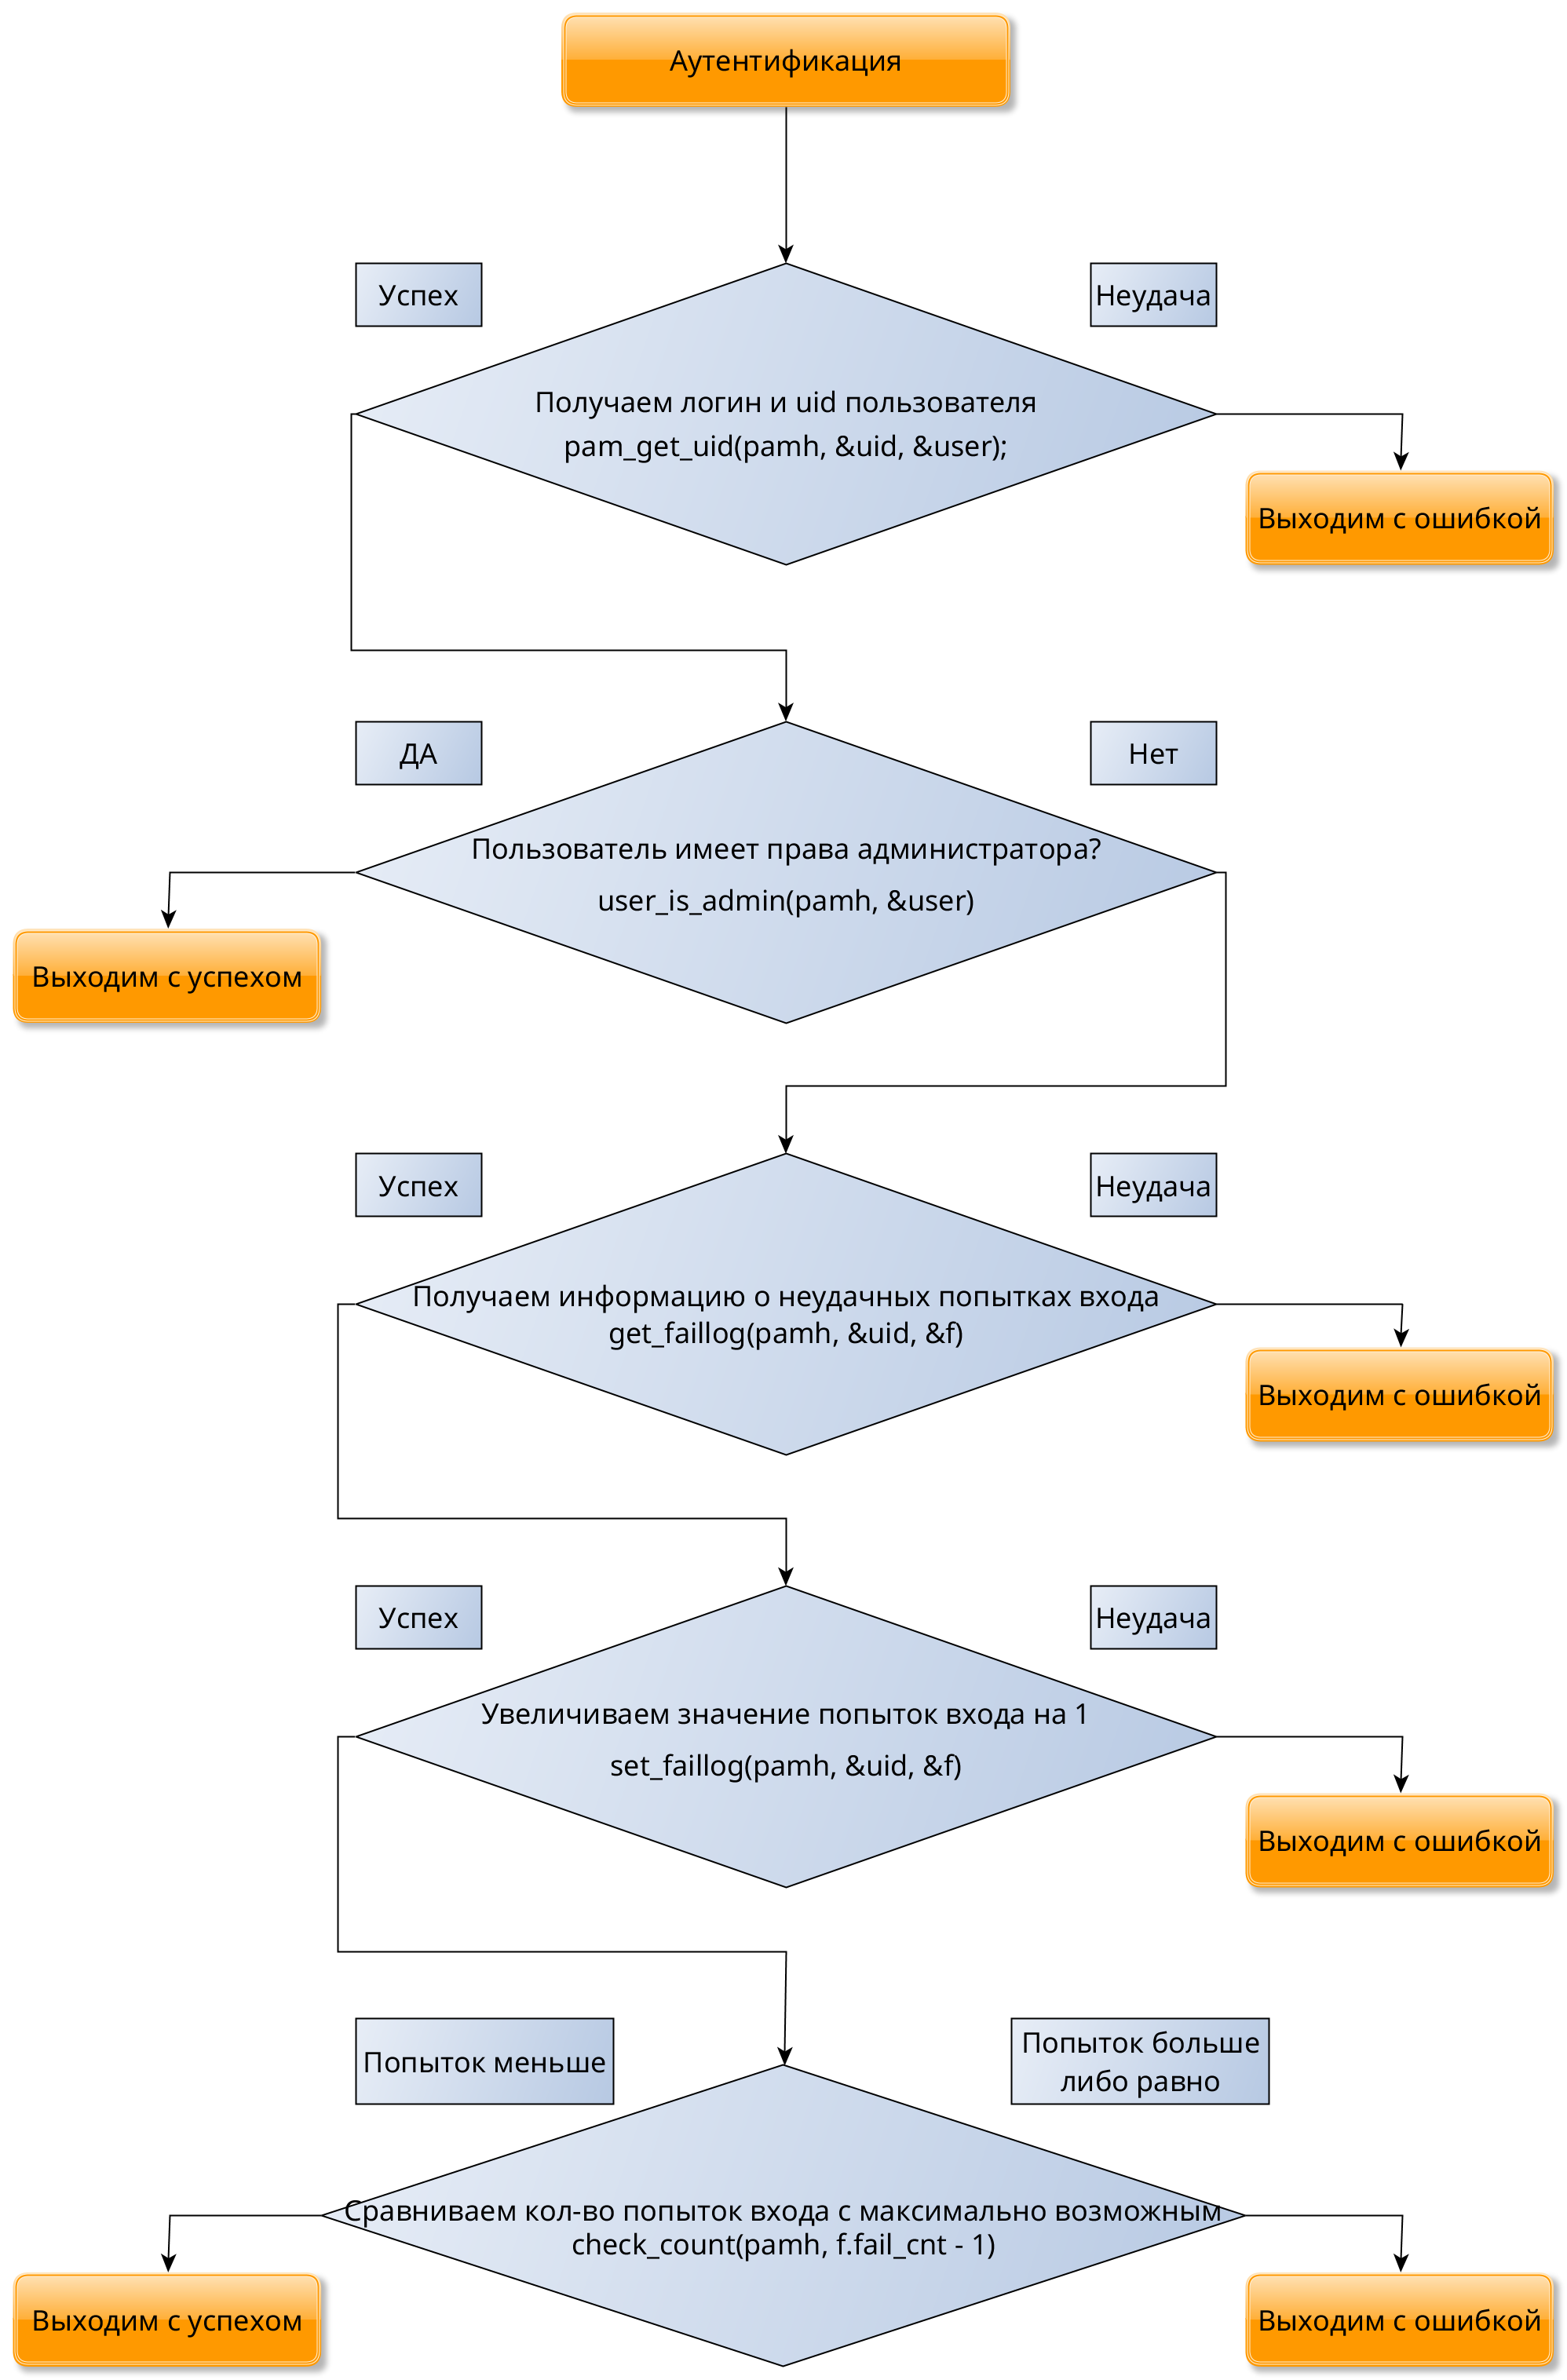 Аутентификация
Успех
Неудача
Получаем логин и uid пользователя
pam_get_uid(pamh, &uid, &user);
Выходим с ошибкой
ДА
Нет
Пользователь имеет права администратора?
user_is_admin(pamh, &user)
Выходим с успехом
Успех
Неудача
Получаем информацию о неудачных попытках входа
get_faillog(pamh, &uid, &f)
Выходим с ошибкой
Успех
Неудача
Увеличиваем значение попыток входа на 1
set_faillog(pamh, &uid, &f)
Выходим с ошибкой
Попыток меньше
Попыток больше
либо равно
Сравниваем кол-во попыток входа с максимально возможным
check_count(pamh, f.fail_cnt - 1)
Выходим с успехом
Выходим с ошибкой